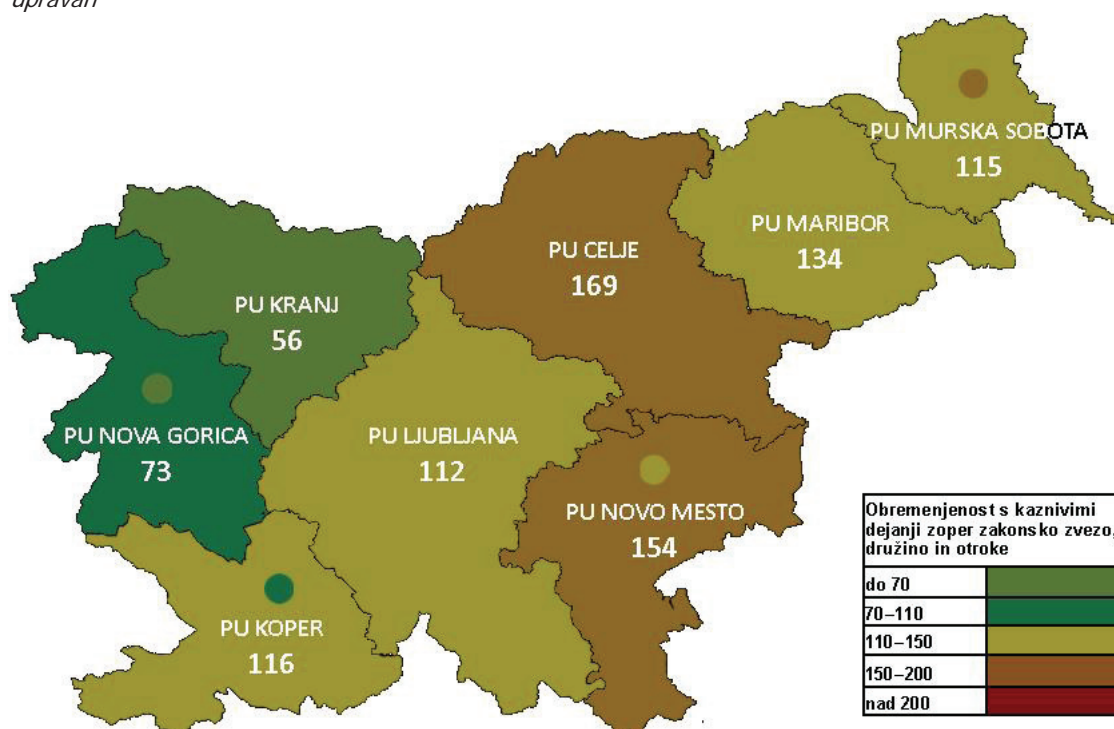 upravah
PU MURSKA SOBOTA
115
PU MARIBOR
134
PU CELJE
169
PU KRANJ
56
PU NOVA GORICA
73
PU LJUBLJANA
112
PU NOVO MESTO
154
PU KOPER
116
Obremenjenost s kaznivimi
dejanji zoper zakonsko zvezo,
družino in otroke
do 70
70–110
110–150
150–200
nad 200